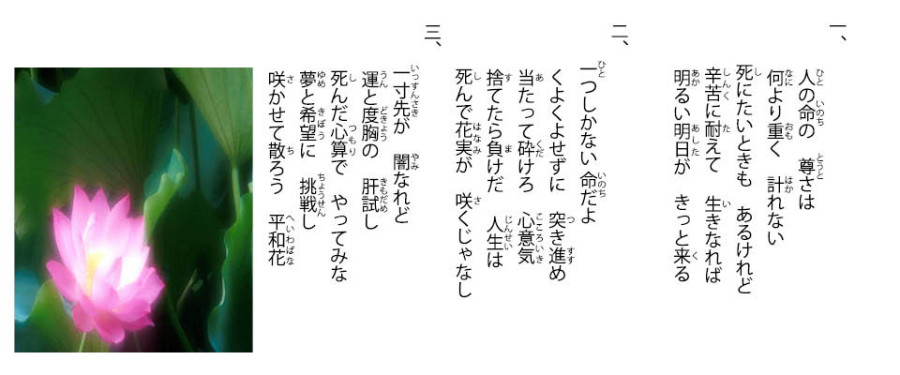 一、
人の命の　尊さは
何より重く　計れない
死にたいときも　あるけれど
辛苦に耐えて　生きなれば
明るい明日が　きっと来る
二、
一つしかない 命だよ
くよくよせずに　突き進め
当たって砕けろ　心意気
捨てたら負けだ　人生は
死んで花実が　咲くじゃなし
三、
一寸先が　闇なれど
運と度胸の　肝試し
死んだ心算で　やってみな
夢と希望に　挑戦し
咲かせて散ろう　平和花